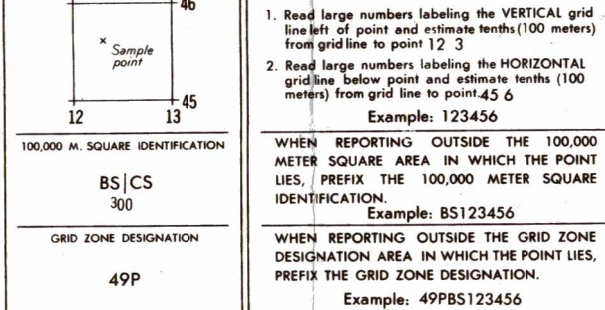 46
Sample
point
45
12 13
100,000 M. SQUARE IDENTIFICATION
BS|CS
300
GRID ZONE DESIGNATION
49P
1. Read large numbers labeling the VERTICAL grid
line left of point and estimate tenths (100 meters)
from grid line to point 12 3
2. Read large numbers labeling the HORIZONTAL
grid line below point and estimate tenths (100
meters) from grid line to point. 45 6
Example: 123456
WHEN REPORTING OUTSIDE THE 100,000
METER SQUARE AREA IN WHICH THE POINT
LIES, PREFIX THE 100,000 METER SQUARE
IDENTIFICATION.
Example: BS123456
WHEN REPORTING OUTSIDE THE GRID ZONE
DESIGNATION AREA IN WHICH THE POINT LIES,
PREFIX THE GRID ZONE DESIGNATION.
Example: 49PBS123456